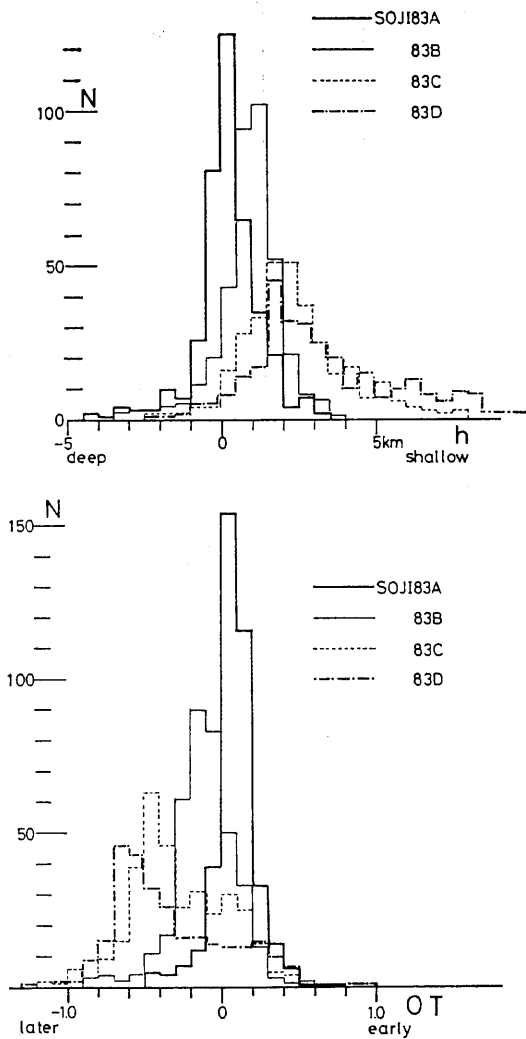 SOJI83A
83B
83C
83D
N
100
50
0
-5
0
5km
h
deep
shallow
N
150
SOJI83A
83B
83C
83D
100
50
-1.0
0
1.0
OT
later
early